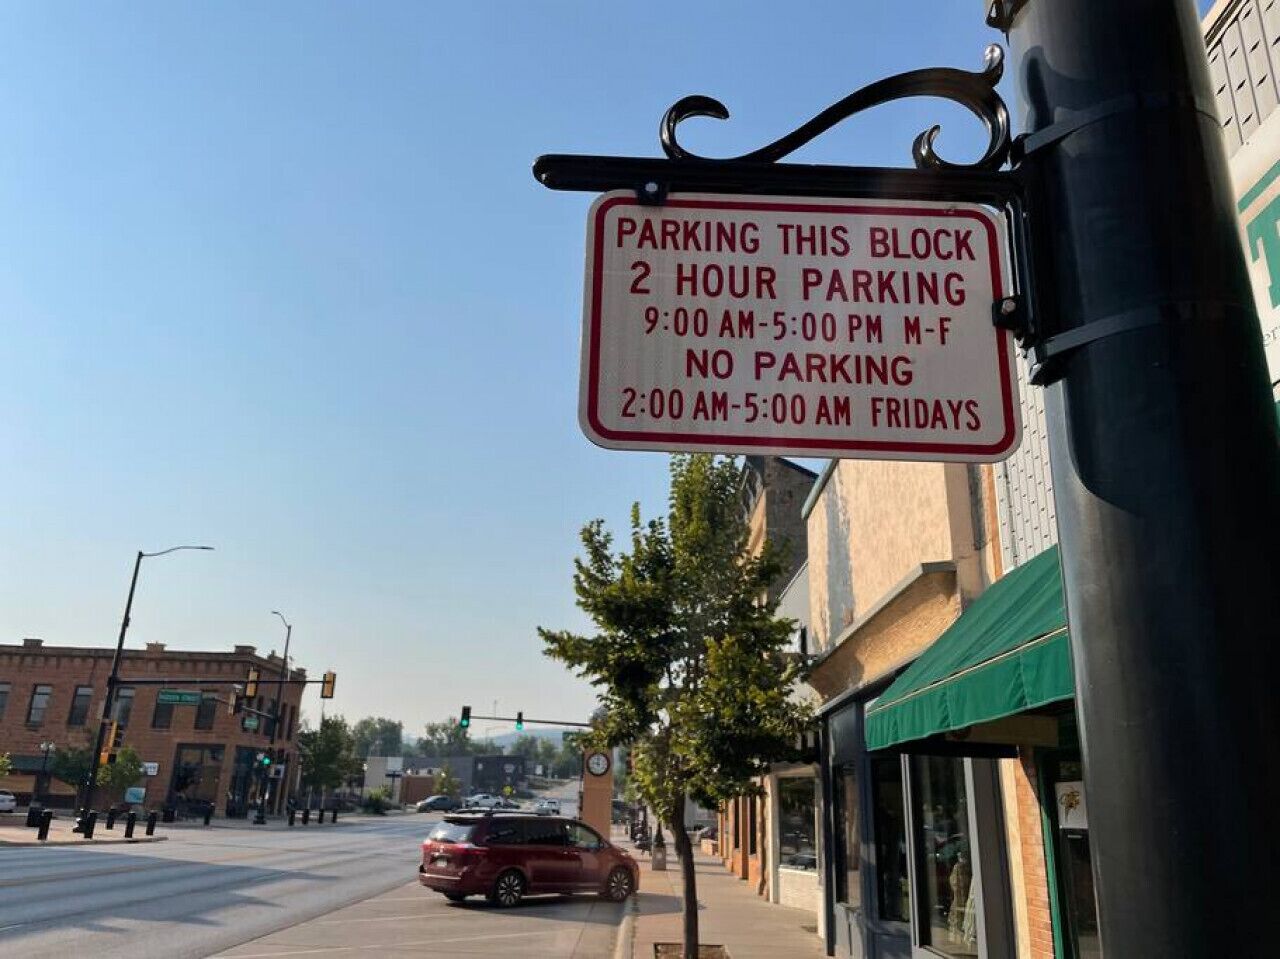 PARKING THIS BLOCK
2 HOUR PARKING
9:00 AM-5:00 PM M-F
NO PARKING
2:00 AM-5:00 AM FRIDAYS